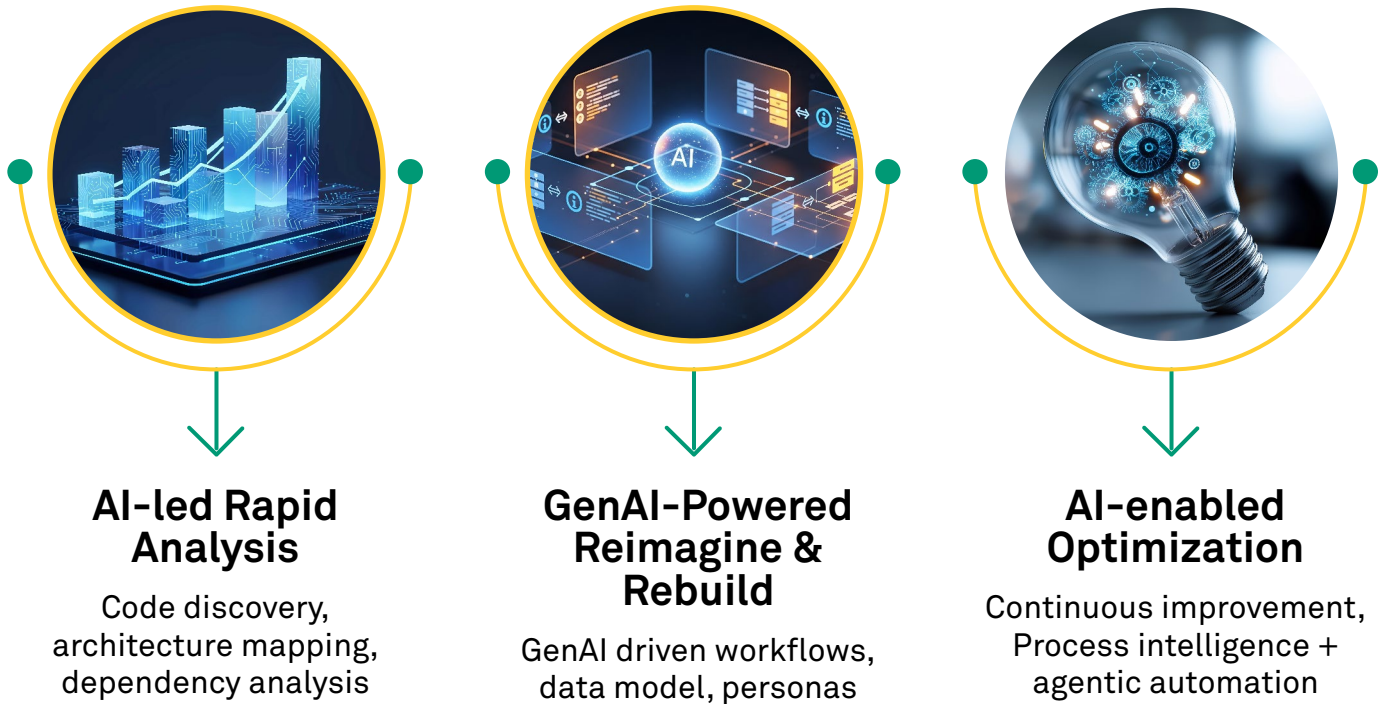 AI
AI-led Rapid
Analysis
Code discovery,
architecture mapping,
dependency analysis
GenAI-Powered
Reimagine &
Rebuild
GenAI driven workflows,
data model, personas
AI-enabled
Optimization
Continuous improvement,
Process intelligence +
agentic automation